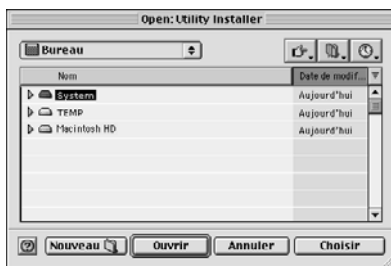 Open: Utility Installer
Bureau
Nom Date de modif...
System Aujourd'hui
TEMP Aujourd'hui
Macintosh HD Aujourd'hui
? Nouveau Ouvrir Annuler Choisir